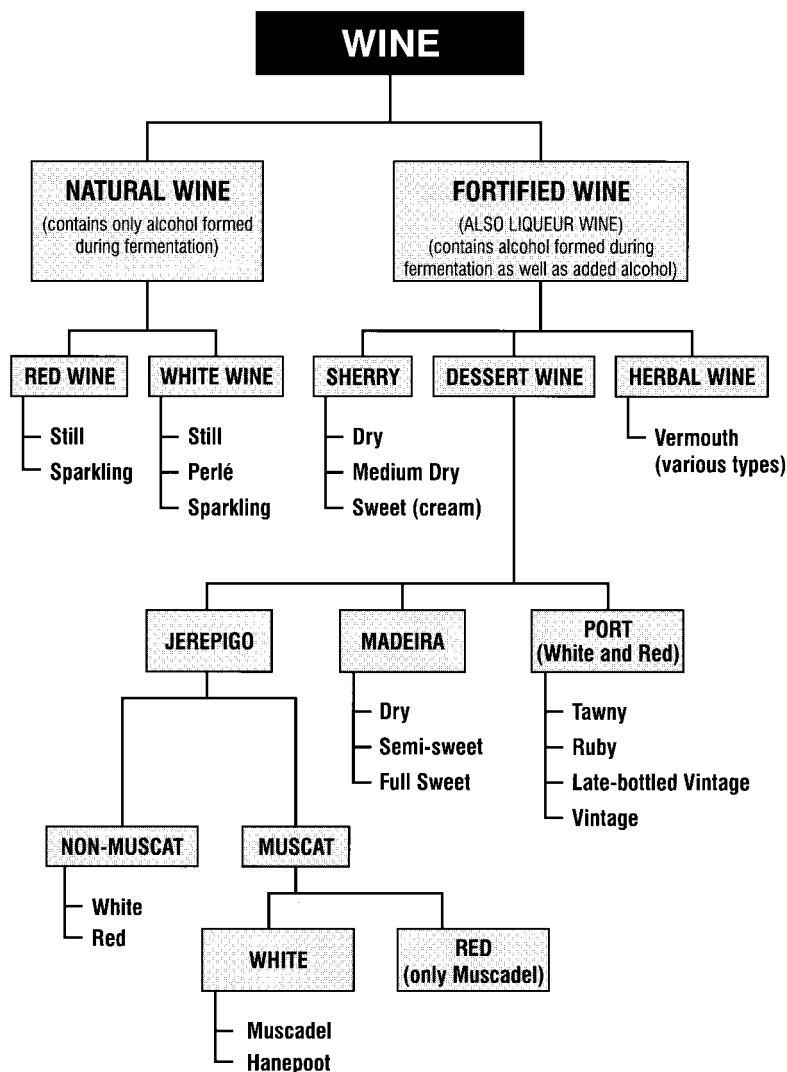 WINE
NATURAL WINE
(contains only alcohol formed
during fermentation)
FORTIFIED WINE
(ALSO LIQUEUR WINE)
(contains alcohol formed during
fermentation as well as added alcohol)
RED WINE
Still
Sparkling
WHITE WINE
Still
Perlé
Sparkling
SHERRY
Dry
Medium Dry
Sweet (cream)
DESSERT WINE
HERBAL WINE
Vermouth
(various types)
JEREPIGO
MADEIRA
Dry
Semi-sweet
Full Sweet
PORT
(White and Red)
Tawny
Ruby
Late-bottled Vintage
Vintage
NON-MUSCAT
White
Red
MUSCAT
WHITE
Muscadel
Hanepoot
RED
(only Muscadel)